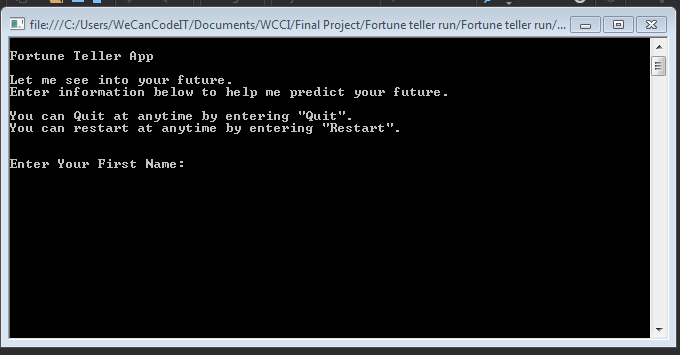 file:///C:/Users/WeCanCodeIT/Documents/WCCI/Final Project/Fortune teller run/Fortune teller run/...
Fortune Teller App
Let me see into your future.
Enter information below to help me predict your future.
You can Quit at anytime by entering "Quit".
You can restart at anytime by entering "Restart".
Enter Your First Name: